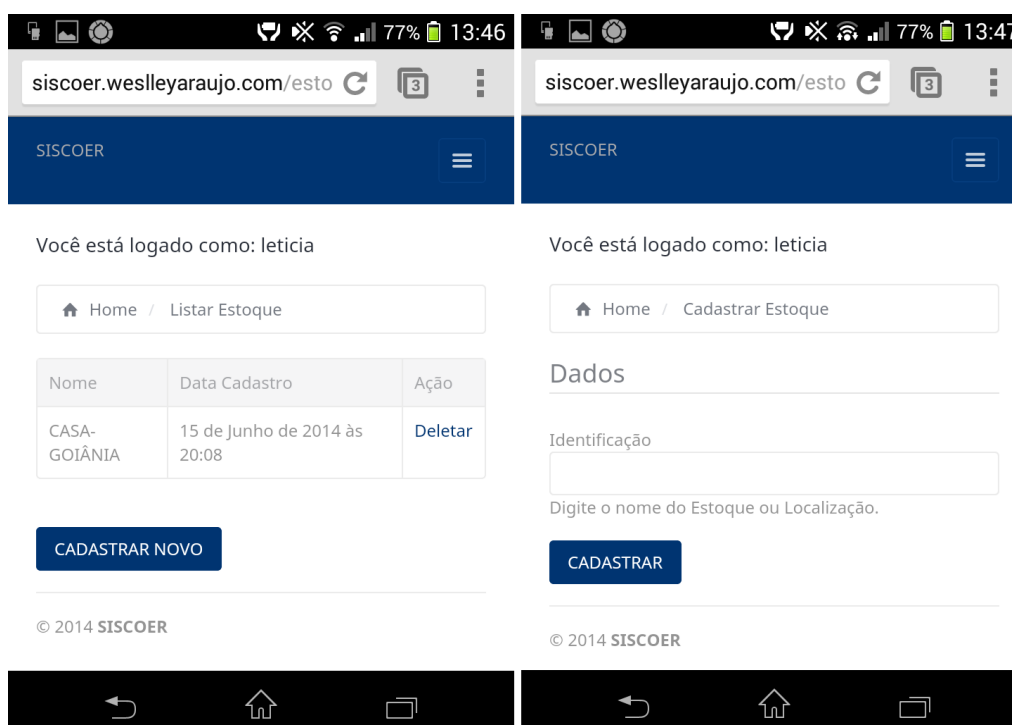 77% 13:46
siscoer.weslleyaraujo.com/esto 3
SISCOER
Você está logado como: leticia
Home / Listar Estoque
Nome Data Cadastro Ação
CASA- 15 de Junho de 2014 às Deletar
GOIÂNIA 20:08
CADASTRAR NOVO
© 2014 SISCOER
77% 13:47
siscoer.weslleyaraujo.com/esto 3
SISCOER
Você está logado como: leticia
Home / Cadastrar Estoque
Dados
Identificação
Digite o nome do Estoque ou Localização.
CADASTRAR
© 2014 SISCOER